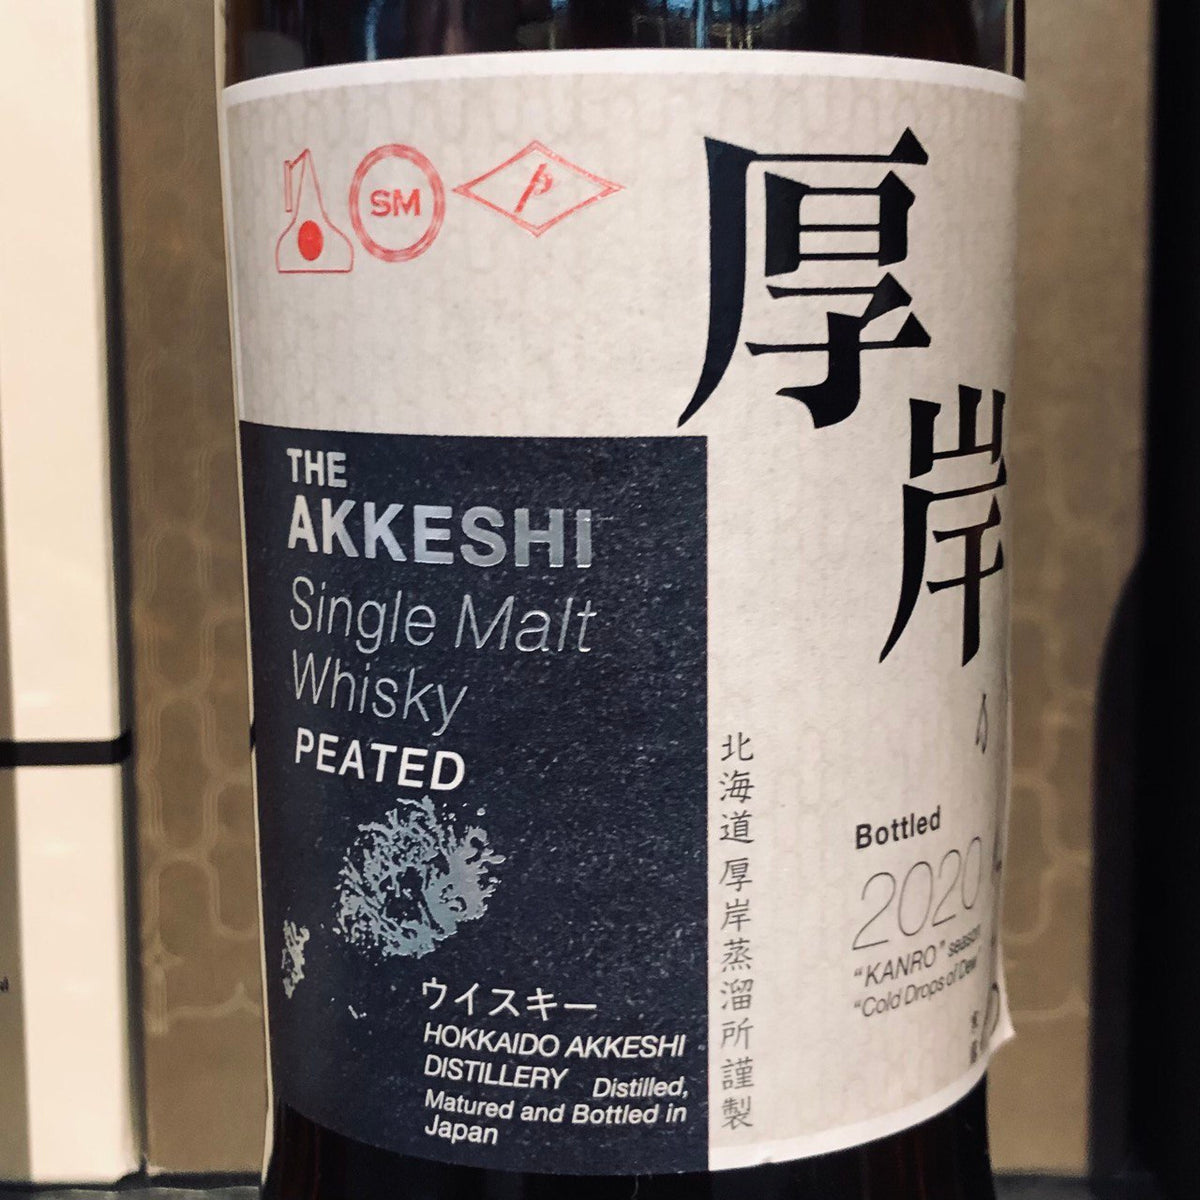 SM
厚岸
THE
AKKESHI
Single Malt
Whisky
PEATED
ウイスキー
HOKKAIDO AKKESHI
DISTILLERY Distilled,
Matured and Bottled in
Japan
北海道厚岸蒸溜所謹製
Bottled
2020
"KANRO" season
"Cold Drops of Dew